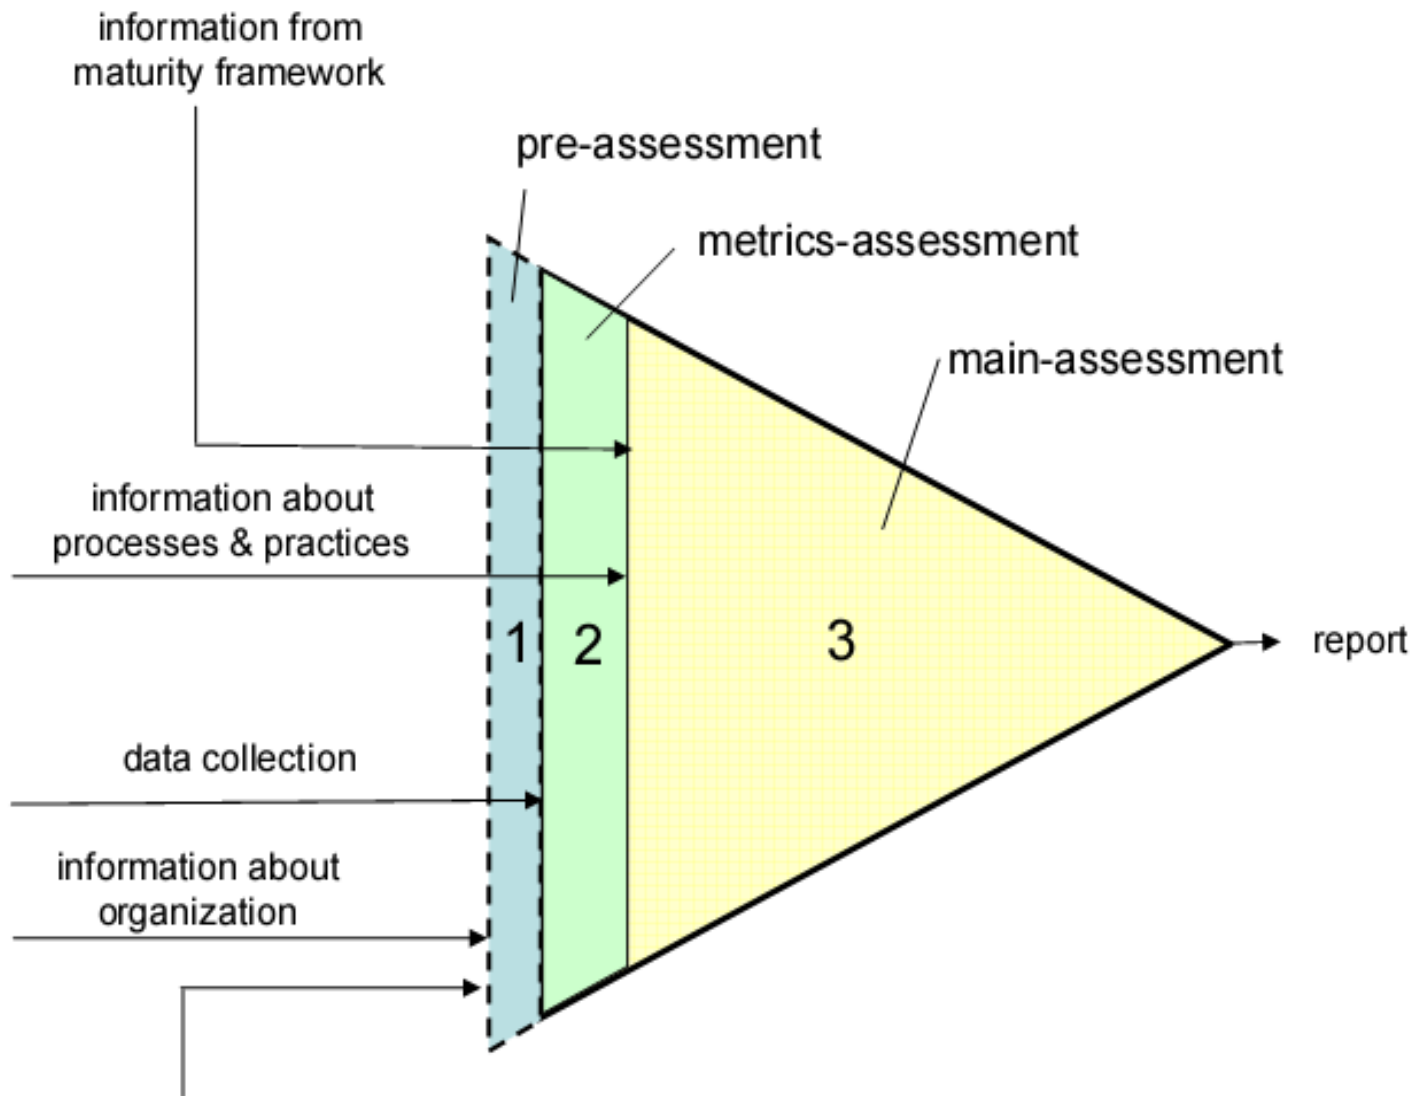 information from
maturity framework
pre-assessment
metrics-assessment
main-assessment
information about
processes & practices
1
2
3
report
data collection
information about
organization